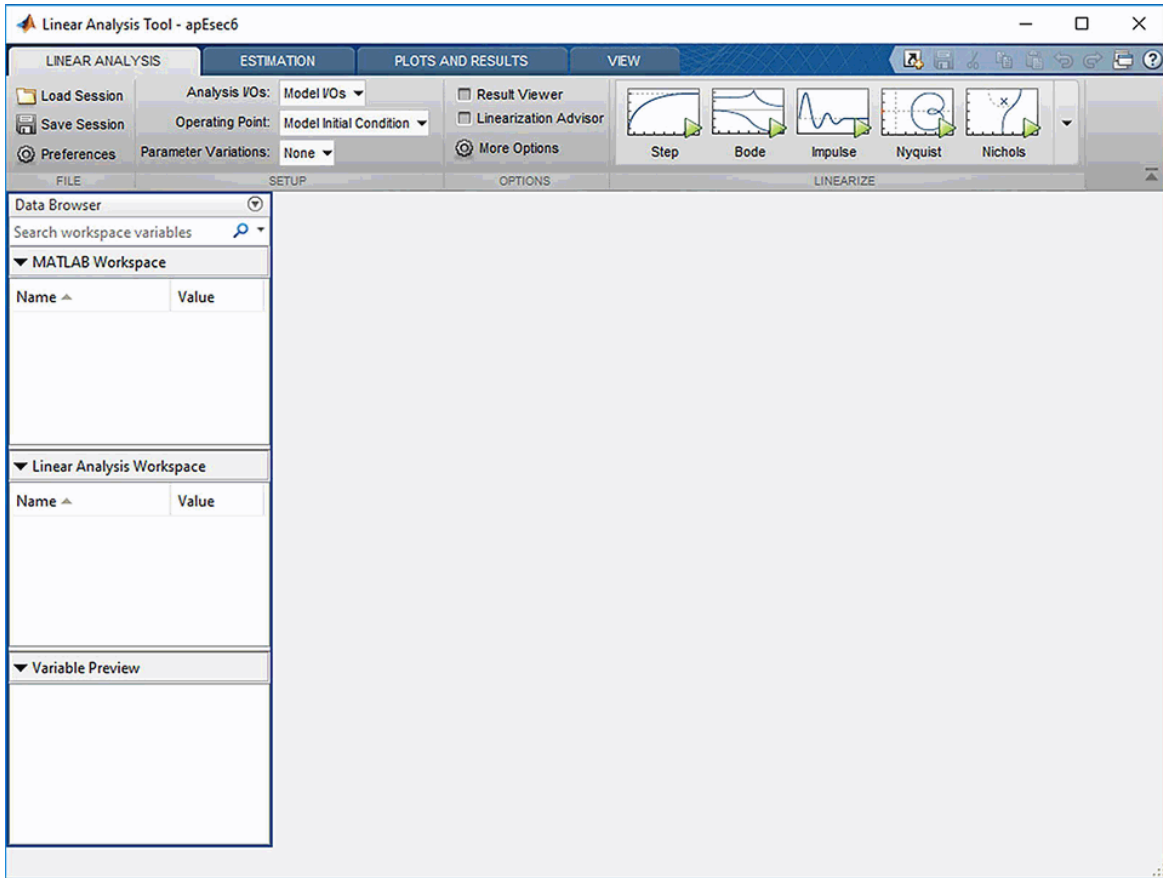 Linear Analysis Tool - apEsec6
LINEAR ANALYSIS ESTIMATION PLOTS AND RESULTS VIEW
Load Session
Save Session
Preferences
FILE
Analysis I/Os: Model I/Os
Operating Point: Model Initial Condition
Parameter Variations: None
SETUP
Result Viewer
Linearization Advisor
More Options
OPTIONS
Step Bode Impulse Nyquist Nichols
LINEARIZE
Data Browser
Search workspace variables
MATLAB Workspace
Name Value
Linear Analysis Workspace
Name Value
Variable Preview